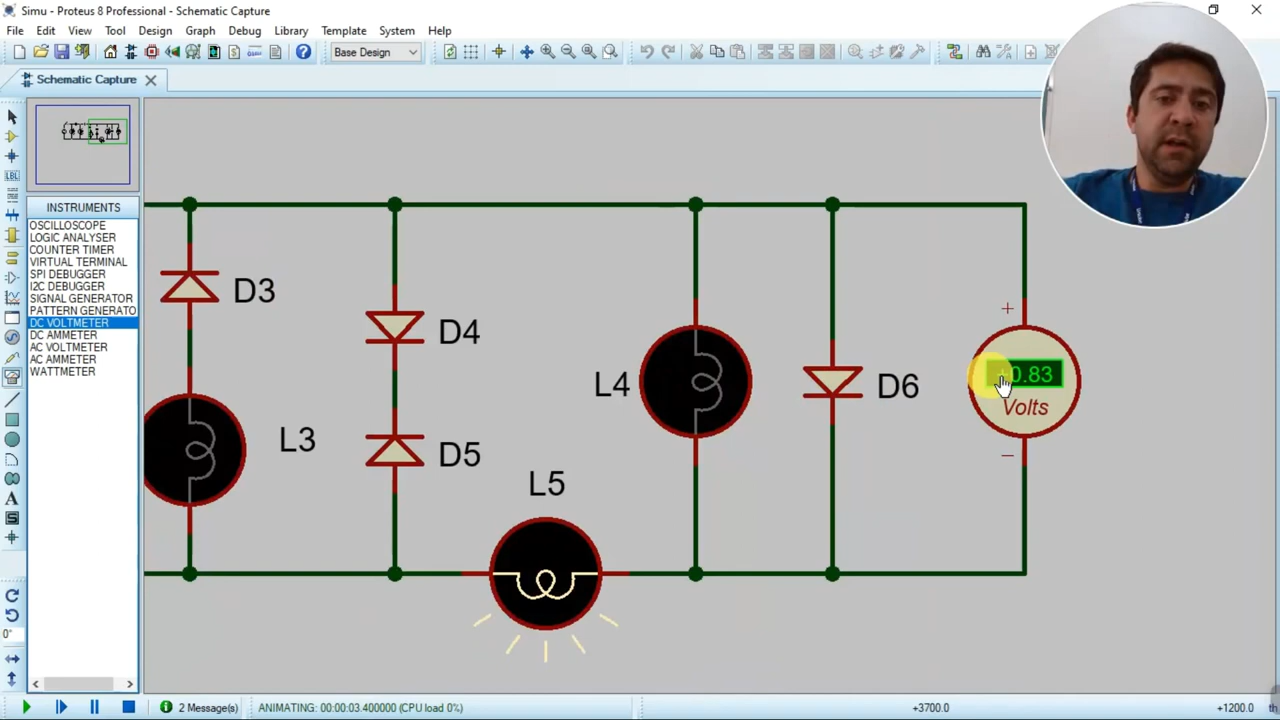 Simu - Proteus 8 Professional - Schematic Capture
File Edit View Tool Design Graph Debug Library Template System Help
Base Design
Schematic Capture
INSTRUMENTS
OSCILLOSCOPE
LOGIC ANALYSER
COUNTER TIMER
VIRTUAL TERMINAL
SPI DEBUGGER
I2C DEBUGGER
SIGNAL GENERATOR
PATTERN GENERATO
DC VOLTMETER
DC AMMETER
AC VOLTMETER
AC AMMETER
WATTMETER
LBL
A
S
0°
D3
L3
D4
D5
L5
L4
D6
+
+0.83
Volts
−
2 Message(s)
ANIMATING: 00:00:03.400000 (CPU load 0%)
+3700.0
+1200.0
th